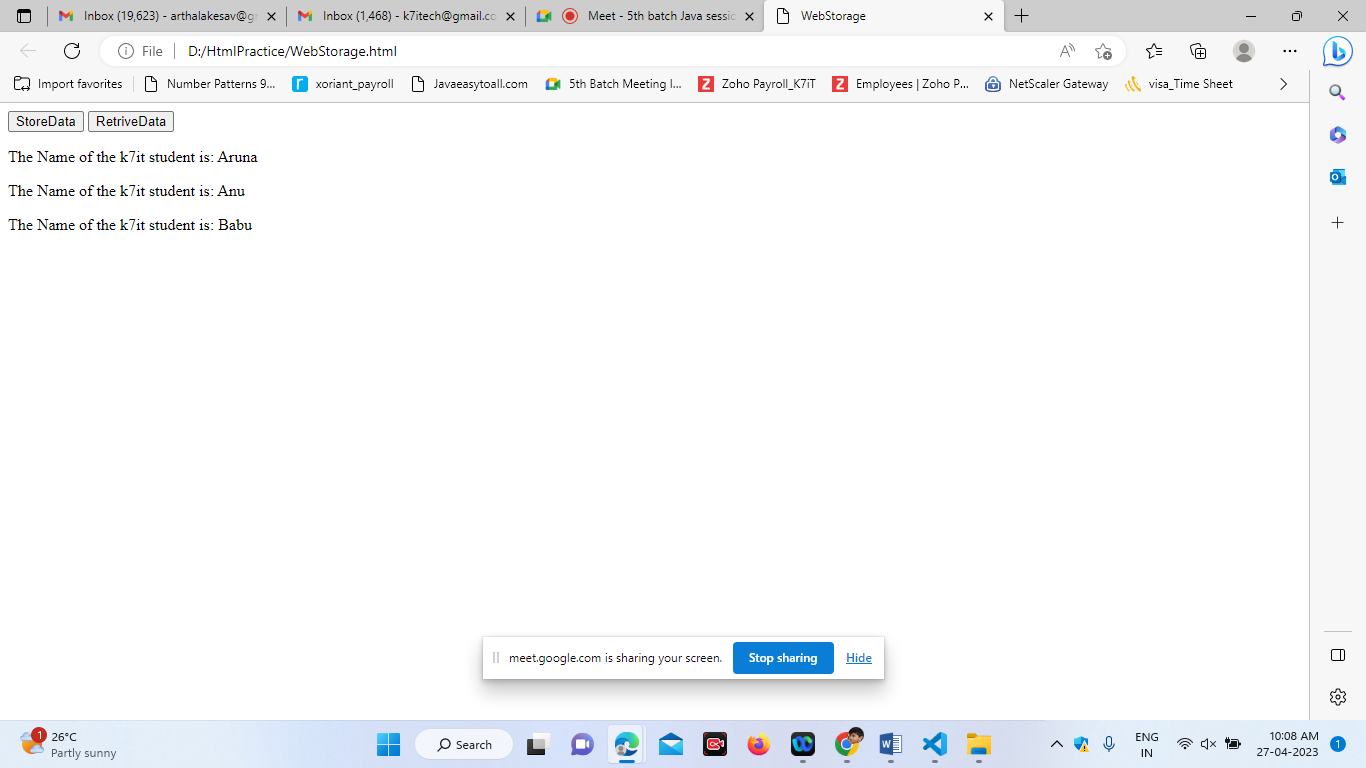 Inbox (19,623) - arthalakesav@g
Inbox (1,468) - k7itech@gmail.co
Meet - 5th batch Java sessic
WebStorage
File
D:/HtmlPractice/WebStorage.html
Import favorites
Number Patterns 9...
xoriant_payroll
Javaeasytoall.com
5th Batch Meeting l...
Zoho Payroll_K7iT
Employees | Zoho P...
NetScaler Gateway
visa_Time Sheet
StoreData RetriveData
The Name of the k7it student is: Aruna
The Name of the k7it student is: Anu
The Name of the k7it student is: Babu
meet.google.com is sharing your screen. Stop sharing Hide
1
26°C
Partly sunny
Search
ENG
IN
10:08 AM
27-04-2023
1